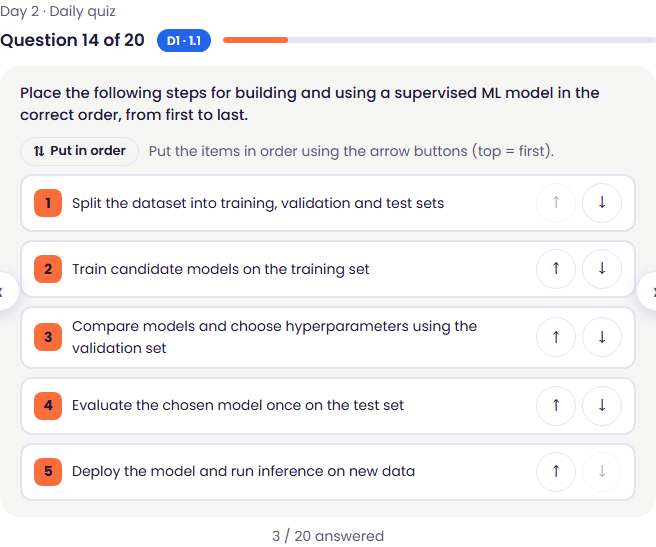 Day 2 · Daily quiz
Question 14 of 20 D1 · 1.1
Place the following steps for building and using a supervised ML model in the
correct order, from first to last.
⇅ Put in order Put the items in order using the arrow buttons (top = first).
1 Split the dataset into training, validation and test sets ↑ ↓
2 Train candidate models on the training set ↑ ↓
3 Compare models and choose hyperparameters using the
validation set ↑ ↓
4 Evaluate the chosen model once on the test set ↑ ↓
5 Deploy the model and run inference on new data ↑ ↓
3 / 20 answered